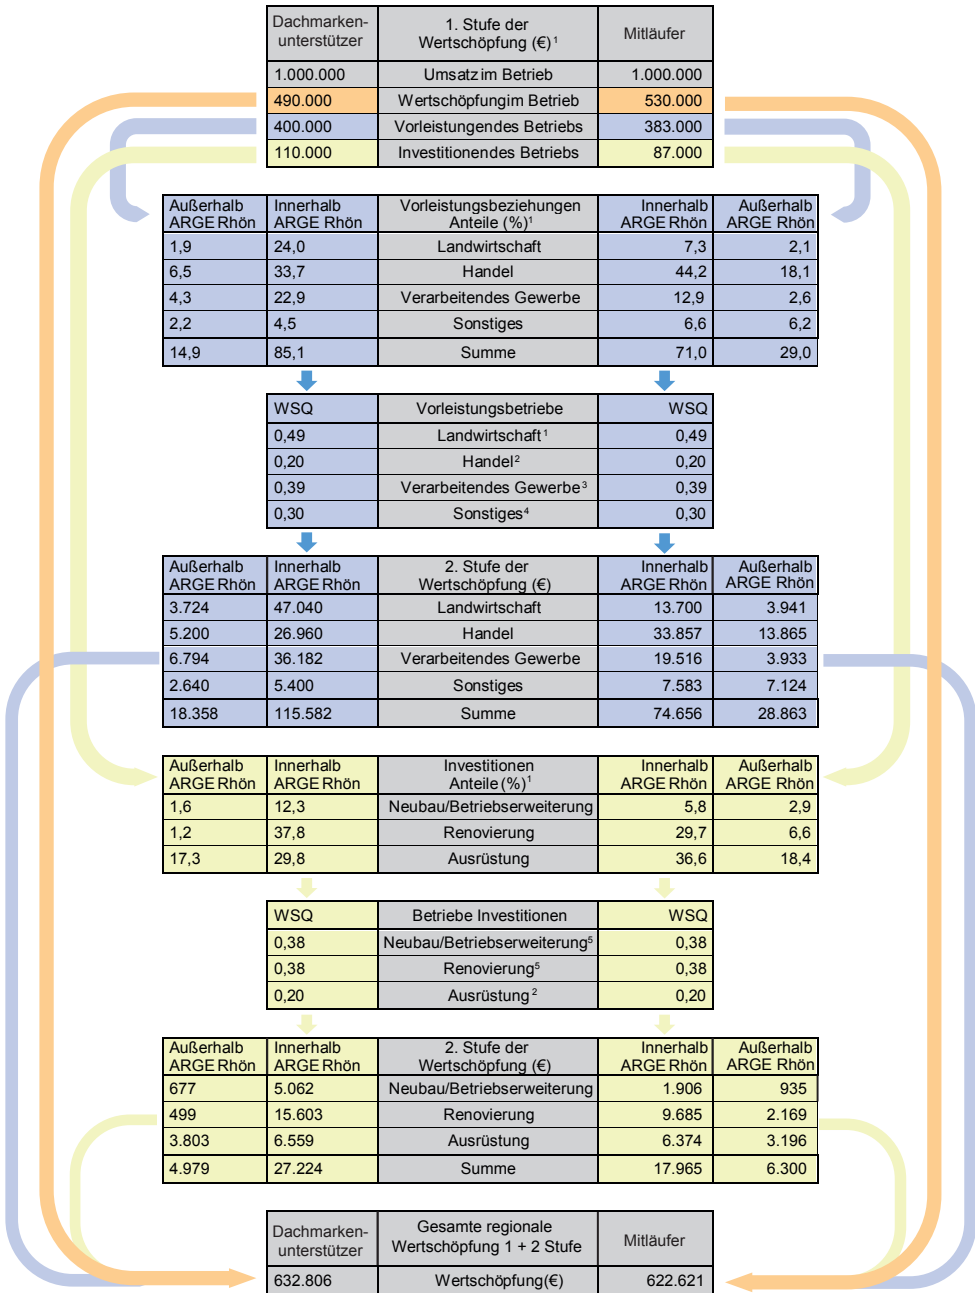 Dachmarken-
unterstützer
1. Stufe der
Wertschöpfung (€)¹
Mitläufer
1.000.000 Umsatz im Betrieb 1.000.000
490.000 Wertschöpfungim Betrieb 530.000
400.000 Vorleistungendes Betriebs 383.000
110.000 Investitionendes Betriebs 87.000
Außerhalb Innerhalb Vorleistungsbeziehungen Innerhalb Außerhalb
ARGE Rhön ARGE Rhön Anteile (%)¹ ARGE Rhön ARGE Rhön
1,9 24,0 Landwirtschaft 7,3 2,1
6,5 33,7 Handel 44,2 18,1
4,3 22,9 Verarbeitendes Gewerbe 12,9 2,6
2,2 4,5 Sonstiges 6,6 6,2
14,9 85,1 Summe 71,0 29,0
WSQ Vorleistungsbetriebe WSQ
0,49 Landwirtschaft¹ 0,49
0,20 Handel² 0,20
0,39 Verarbeitendes Gewerbe³ 0,39
0,30 Sonstiges⁴ 0,30
Außerhalb Innerhalb 2. Stufe der Innerhalb Außerhalb
ARGE Rhön ARGE Rhön Wertschöpfung (€) ARGE Rhön ARGE Rhön
3.724 47.040 Landwirtschaft 13.700 3.941
5.200 26.960 Handel 33.857 13.865
6.794 36.182 Verarbeitendes Gewerbe 19.516 3.933
2.640 5.400 Sonstiges 7.583 7.124
18.358 115.582 Summe 74.656 28.863
Außerhalb Innerhalb Investitionen Innerhalb Außerhalb
ARGE Rhön ARGE Rhön Anteile (%)¹ ARGE Rhön ARGE Rhön
1,6 12,3 Neubau/Betriebserweiterung 5,8 2,9
1,2 37,8 Renovierung 29,7 6,6
17,3 29,8 Ausrüstung 36,6 18,4
WSQ Betriebe Investitionen WSQ
0,38 Neubau/Betriebserweiterung⁵ 0,38
0,38 Renovierung⁵ 0,38
0,20 Ausrüstung² 0,20
Außerhalb Innerhalb 2. Stufe der Innerhalb Außerhalb
ARGE Rhön ARGE Rhön Wertschöpfung (€) ARGE Rhön ARGE Rhön
677 5.062 Neubau/Betriebserweiterung 1.906 935
499 15.603 Renovierung 9.685 2.169
3.803 6.559 Ausrüstung 6.374 3.196
4.979 27.224 Summe 17.965 6.300
Dachmarken-
unterstützer
Gesamte regionale
Wertschöpfung 1 + 2 Stufe
Mitläufer
632.806 Wertschöpfung(€) 622.621